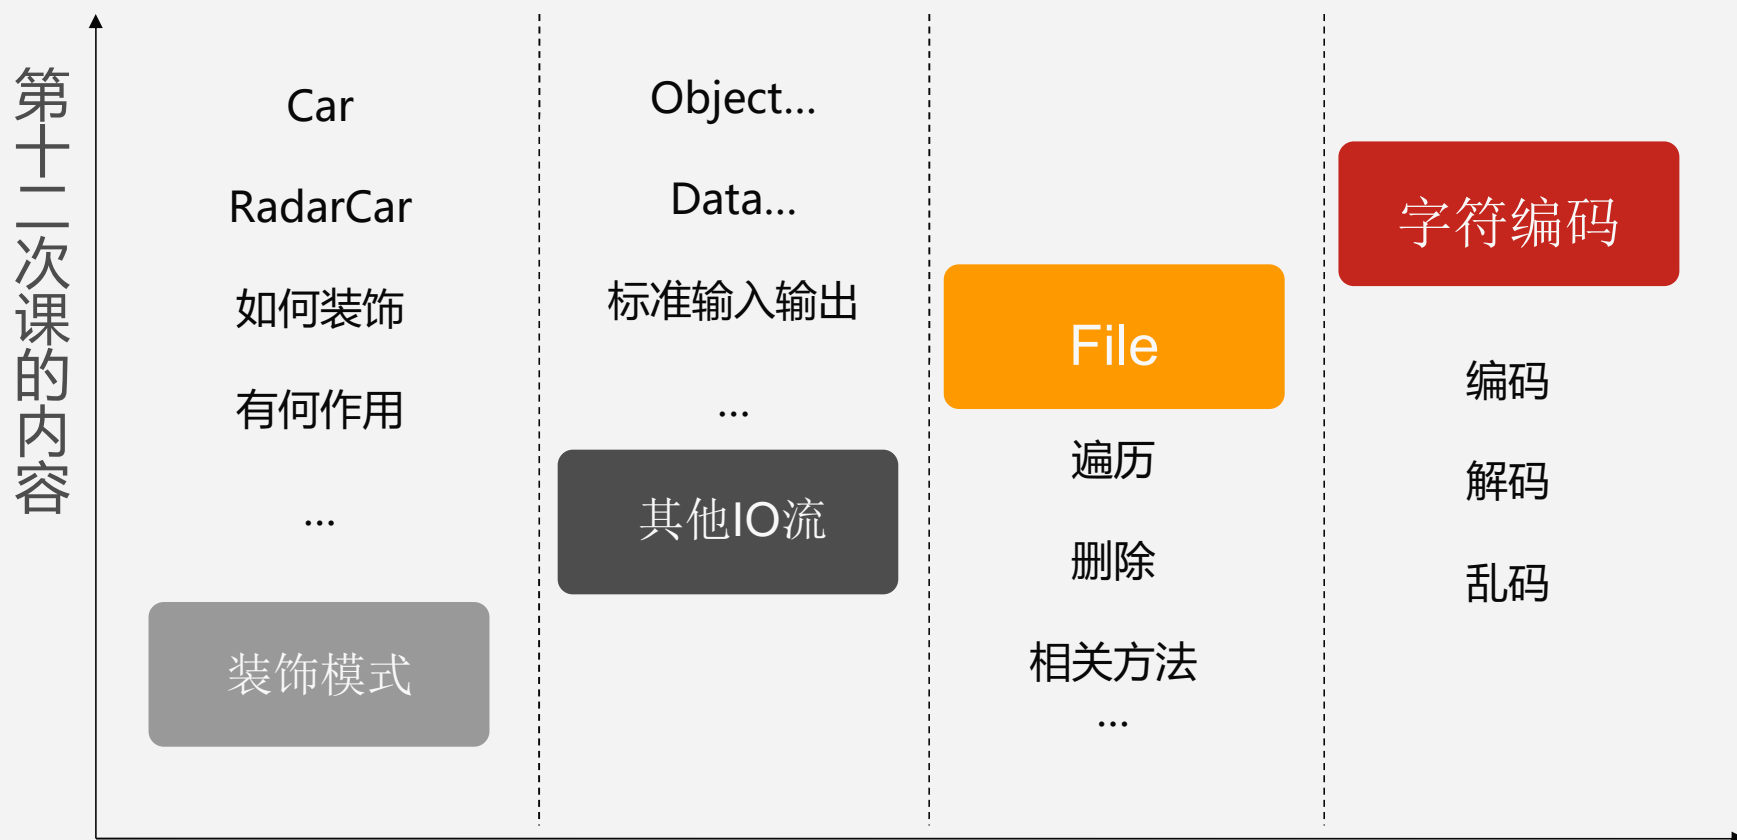 第十二次课的内容
Car
RadarCar
如何装饰
有何作用
...
装饰模式
Object...
Data...
标准输入输出
...
其他IO流
File
遍历
删除
相关方法
...
字符编码
编码
解码
乱码